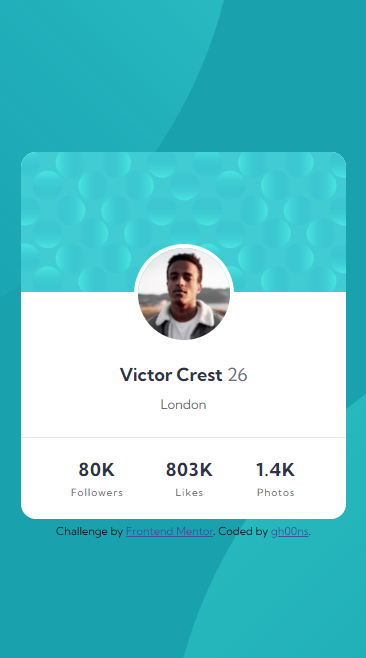 Victor Crest 26
London
80K 803K 1.4K
Followers Likes Photos
Challenge by Frontend Mentor. Coded by gh00ns.